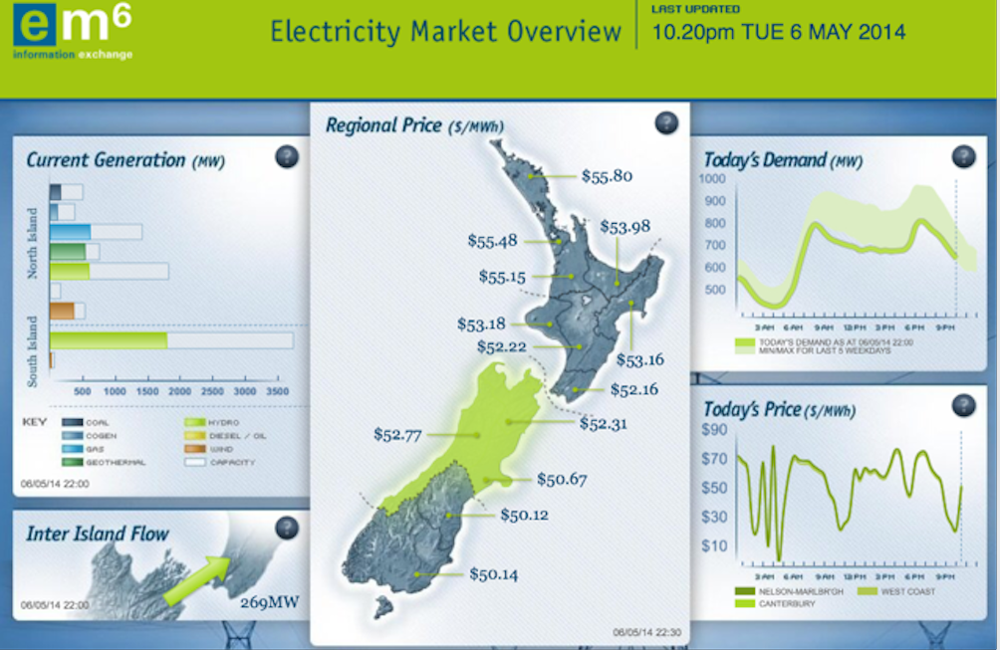 em6
information exchange
Electricity Market Overview
LAST UPDATED
10.20pm TUE 6 MAY 2014
Current Generation (MW)
?
North Island
South Island
500 1000 1500 2000 2500 3000 3500
KEY
COAL
COGEN
GAS
GEOTHERMAL
HYDRO
DIESEL / OIL
WIND
CAPACITY
06/05/14 22:00
Inter Island Flow
?
06/05/14 22:00
269MW
Regional Price ($/MWh)
?
$55.80
$53.98
$55.48
$55.15
$53.18
$52.22
$53.16
$52.16
$52.31
$52.77
$50.67
$50.12
$50.14
06/05/14 22:30
Today's Demand (MW)
?
1000
900
800
700
600
500
3 AM 6 AM 9 AM 12 PM 3 PM 6 PM 9 PM
TODAY'S DEMAND AS AT 06/05/14 22:00
MIN/MAX FOR LAST 5 WEEKDAYS
Today's Price ($/MWh)
?
$90
$70
$50
$30
$10
3 AM 6 AM 9 AM 12 PM 3 PM 6 PM 9 PM
NELSON-MARLBR'GH
WEST COAST
CANTERBURY